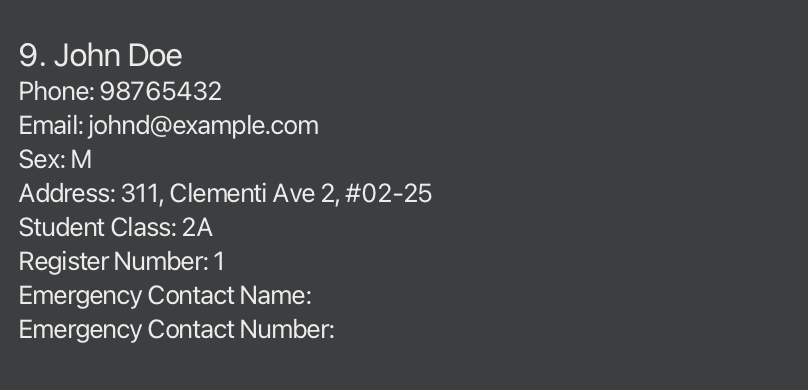 9. John Doe
Phone: 98765432
Email: johnd@example.com
Sex: M
Address: 311, Clementi Ave 2, #02-25
Student Class: 2A
Register Number: 1
Emergency Contact Name:
Emergency Contact Number: